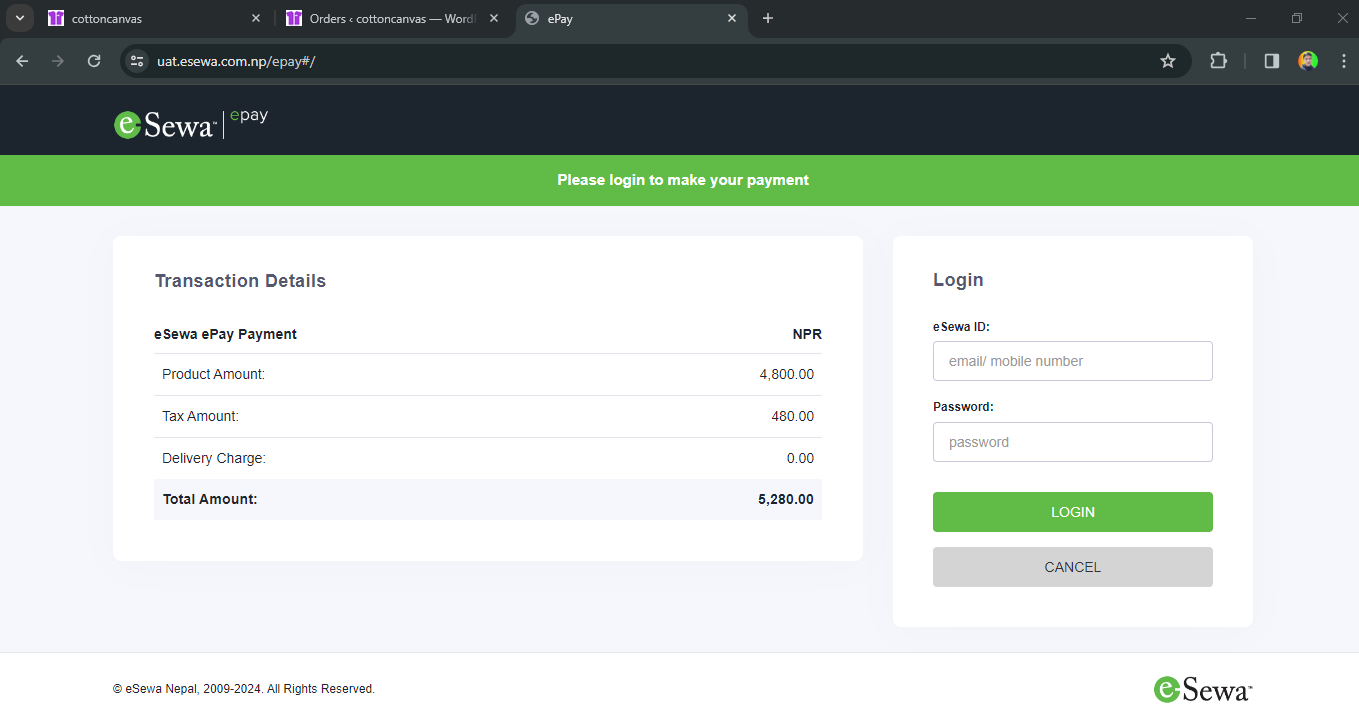 cottoncanvas
Orders ‹ cottoncanvas — Word
ePay
uat.esewa.com.np/epay#/
eSewa™ epay
Please login to make your payment
Transaction Details
eSewa ePay Payment NPR
Product Amount: 4,800.00
Tax Amount: 480.00
Delivery Charge: 0.00
Total Amount: 5,280.00
Login
eSewa ID:
email/ mobile number
Password:
password
LOGIN
CANCEL
© eSewa Nepal, 2009-2024. All Rights Reserved.
eSewa™